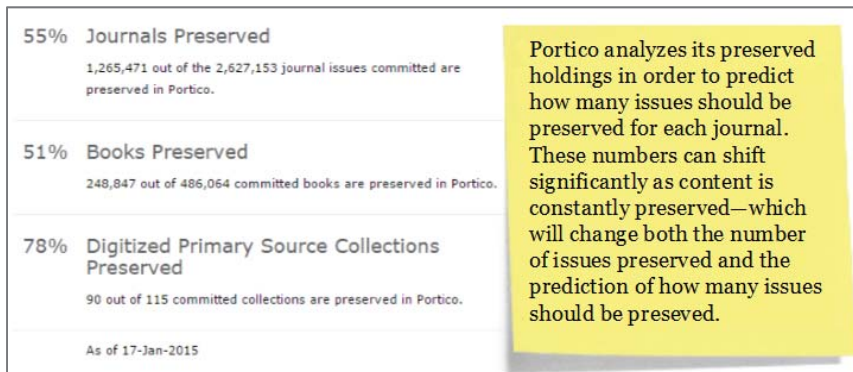 55% Journals Preserved
1,265,471 out of the 2,627,153 journal issues committed are
preserved in Portico.
51% Books Preserved
248,847 out of 486,064 committed books are preserved in Portico.
78% Digitized Primary Source Collections
Preserved
90 out of 115 committed collections are preserved in Portico.
As of 17-Jan-2015
Portico analyzes its preserved
holdings in order to predict
how many issues should be
preserved for each journal.
These numbers can shift
significantly as content is
constantly preserved—which
will change both the number
of issues preserved and the
prediction of how many issues
should be preseved.